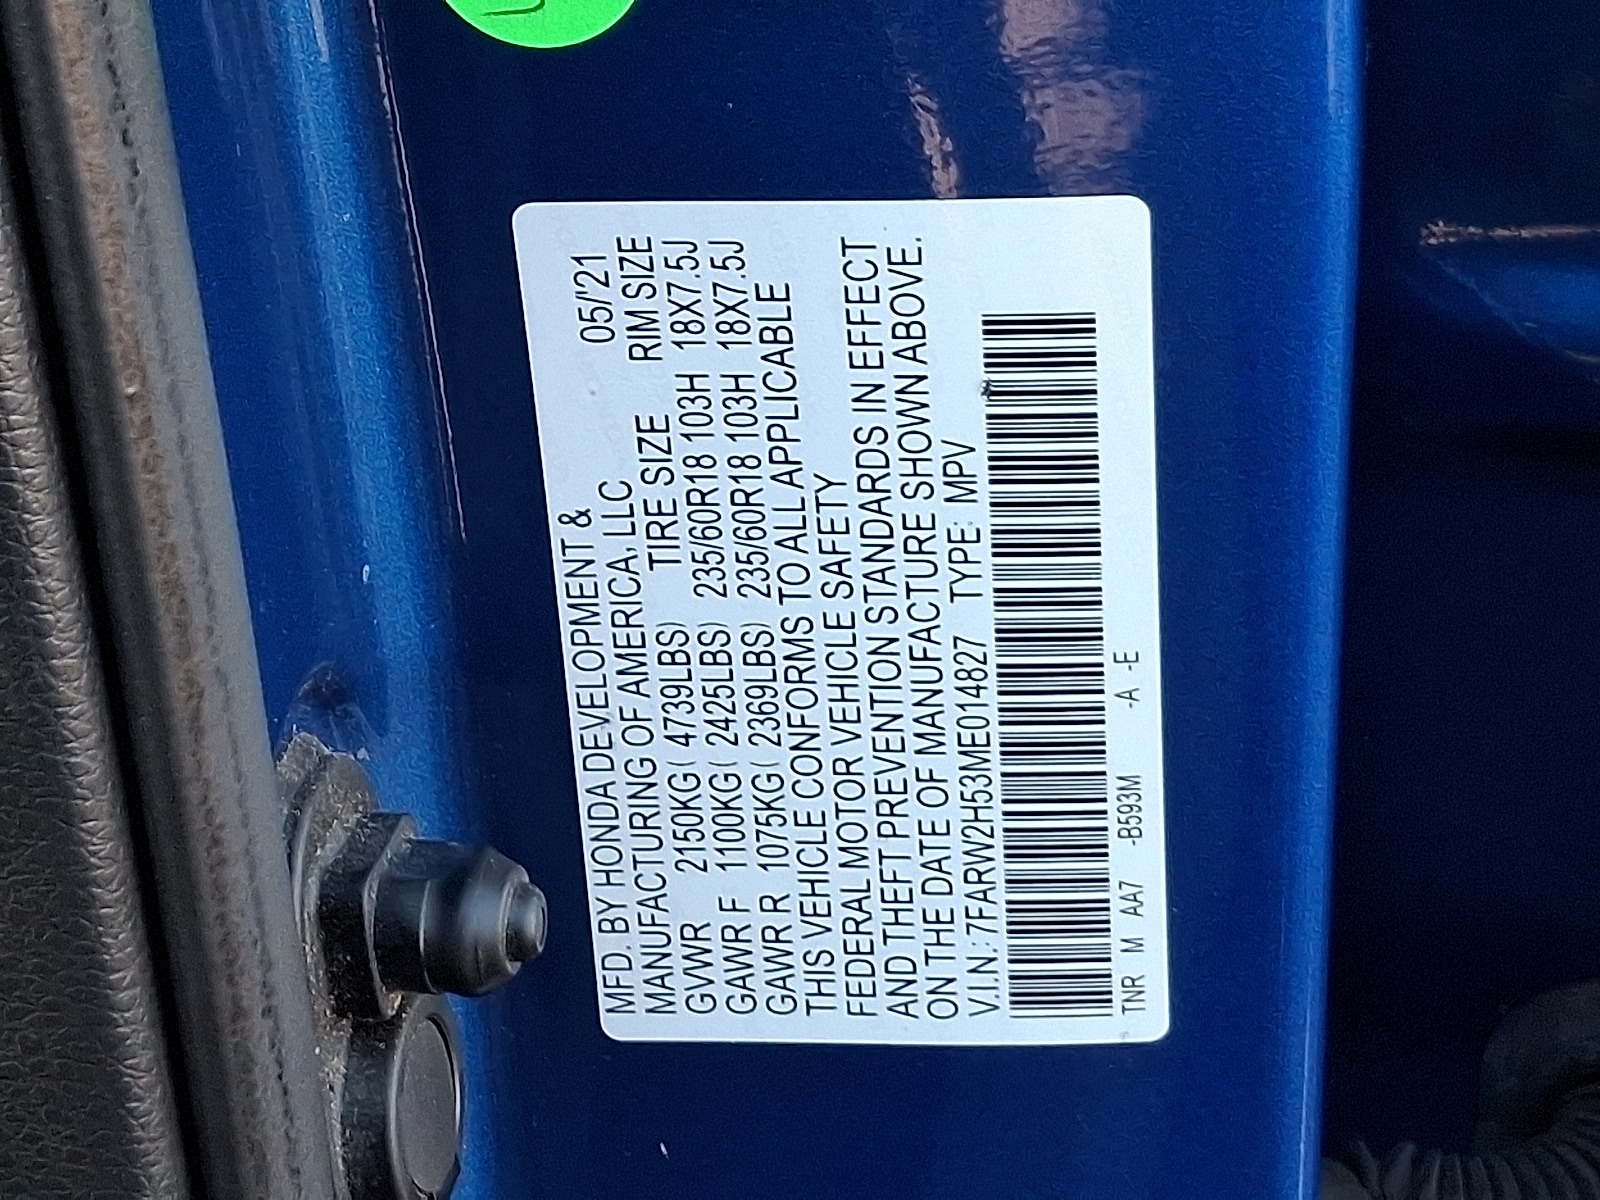 MFD. BY HONDA DEVELOPMENT & 05/'21
MANUFACTURING OF AMERICA, LLC
TIRE SIZE RIM SIZE
GVWR 2150KG( 4739LBS)
GAWR F 1100KG( 2425LBS) 235/60R18 103H 18X7.5J
GAWR R 1075KG( 2369LBS) 235/60R18 103H 18X7.5J
THIS VEHICLE CONFORMS TO ALL APPLICABLE
FEDERAL MOTOR VEHICLE SAFETY
AND THEFT PREVENTION STANDARDS IN EFFECT
ON THE DATE OF MANUFACTURE SHOWN ABOVE.
V.I.N.:7FARW2H53ME014827 TYPE: MPV
TNR M AA7 -B593M -A -E